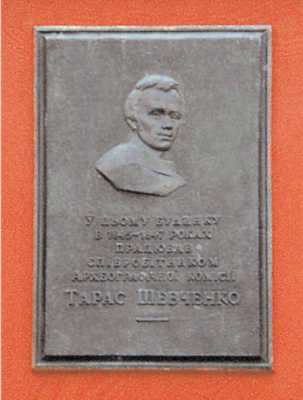 У ЦЬОМУ БУДИНКУ
В 1845-1847 РОКАХ
ПРАЦЮВАВ
СПІВРОБІТНИКОМ
АРХЕОГРАФІЧНОЇ КОМІСІЇ
ТАРАС ШЕВЧЕНКО